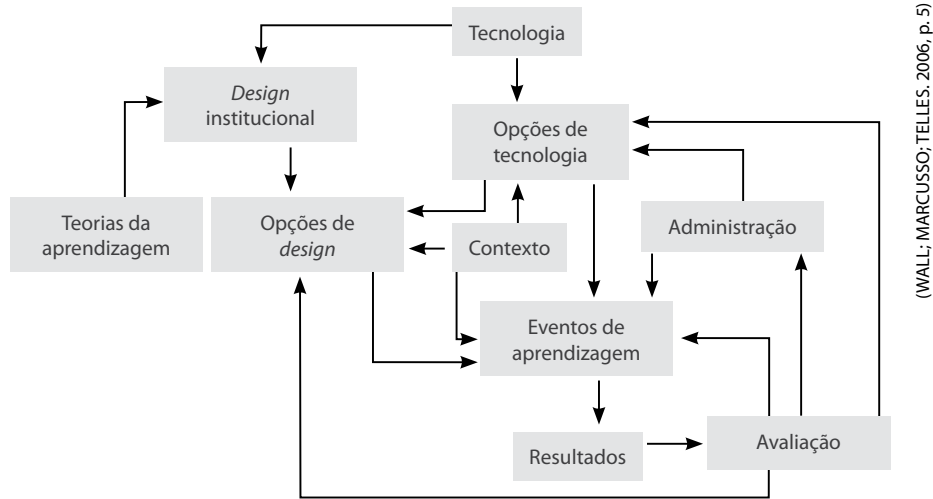 Tecnologia
Design
institucional
Opções de
tecnologia
Teorias da
aprendizagem
Opções de
design
Contexto
Administração
Eventos de
aprendizagem
Resultados
Avaliação
(WALL; MARCUSSO; TELLES. 2006, p. 5)